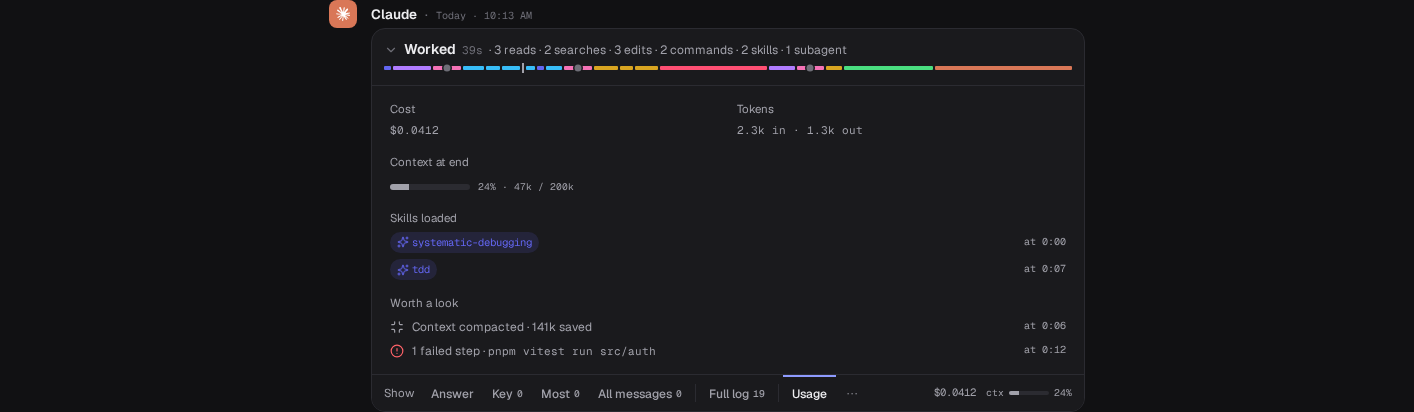 Claude · Today · 10:13 AM
Worked 39s · 3 reads · 2 searches · 3 edits · 2 commands · 2 skills · 1 subagent
Cost
$0.0412
Tokens
2.3k in · 1.3k out
Context at end
24% · 47k / 200k
Skills loaded
systematic-debugging at 0:00
tdd at 0:07
Worth a look
Context compacted · 141k saved at 0:06
1 failed step · pnpm vitest run src/auth at 0:12
Show Answer Key 0 Most 0 All messages 0 Full log 19 Usage ··· $0.0412 ctx 24%